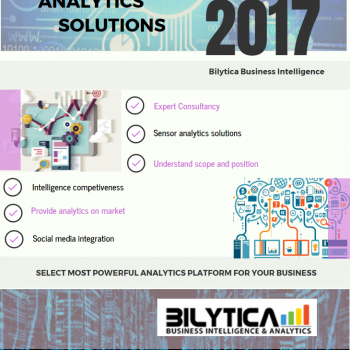 ANALYTICS
SOLUTIONS
2017
Bilytica Business Intelligence
Expert Consultancy
Sensor analytics solutions
Understand scope and position
Intelligence competiveness
Provide analytics on market
Social media integration
SELECT MOST POWERFUL ANALYTICS PLATFORM FOR YOUR BUSINESS
BILYTICA
BUSINESS INTELLIGENCE & ANALYTICS